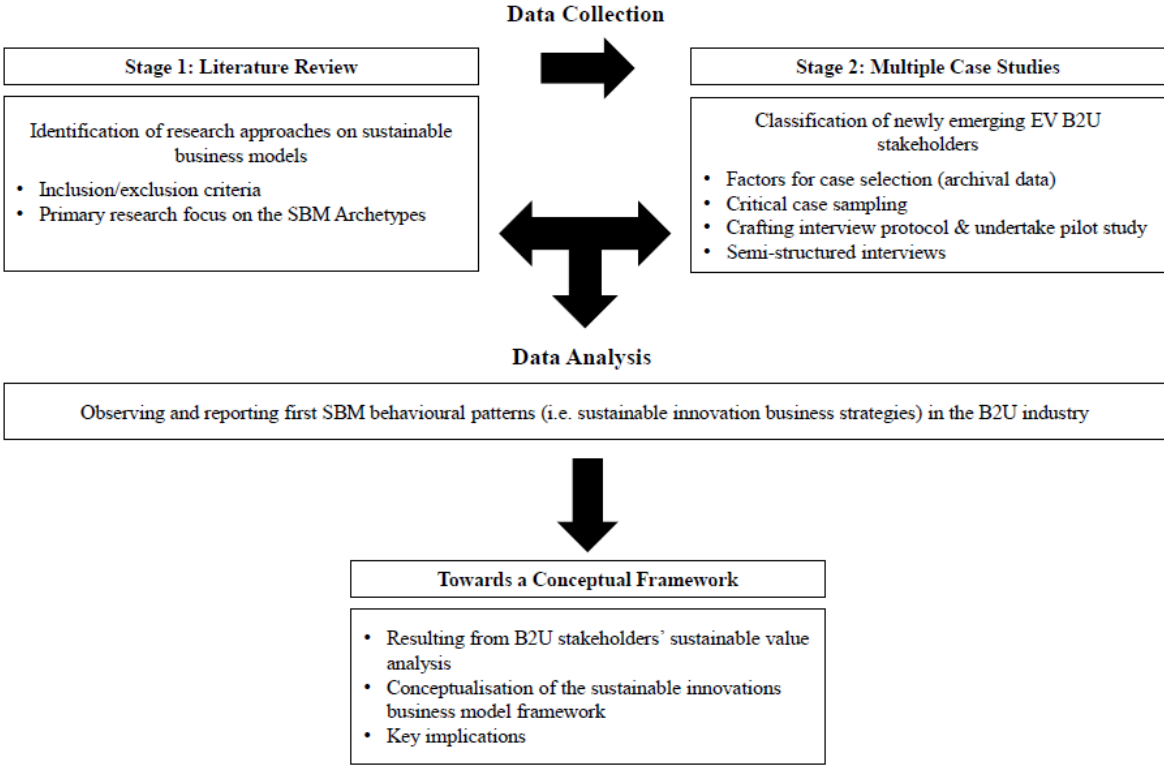 Data Collection
Stage 1: Literature Review
Identification of research approaches on sustainable
business models
• Inclusion/exclusion criteria
• Primary research focus on the SBM Archetypes
Stage 2: Multiple Case Studies
Classification of newly emerging EV B2U
stakeholders
• Factors for case selection (archival data)
• Critical case sampling
• Crafting interview protocol & undertake pilot study
• Semi-structured interviews
Data Analysis
Observing and reporting first SBM behavioural patterns (i.e. sustainable innovation business strategies) in the B2U industry
Towards a Conceptual Framework
• Resulting from B2U stakeholders’ sustainable value
analysis
• Conceptualisation of the sustainable innovations
business model framework
• Key implications